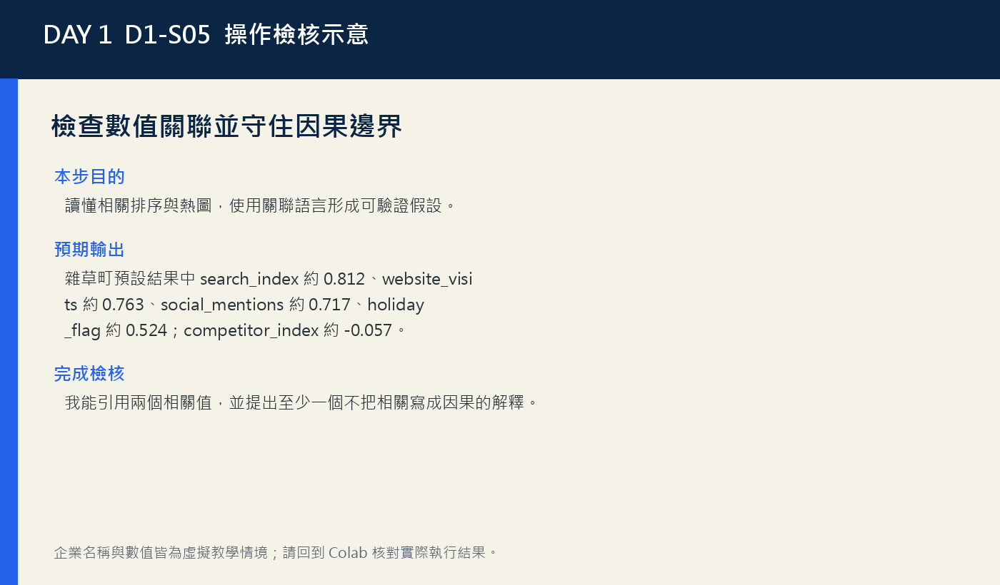 DAY 1 D1-S05 操作檢核示意
檢查數值關聯並守住因果邊界
本步目的
讀懂相關排序與熱圖，使用關聯語言形成可驗證假設。
預期輸出
雜草町預設結果中 search_index 約 0.812、website_visi
ts 約 0.763、social_mentions 約 0.717、holiday
_flag 約 0.524；competitor_index 約 -0.057。
完成檢核
我能引用兩個相關值，並提出至少一個不把相關寫成因果的解釋。
企業名稱與數值皆為虛擬教學情境；請回到 Colab 核對實際執行結果。